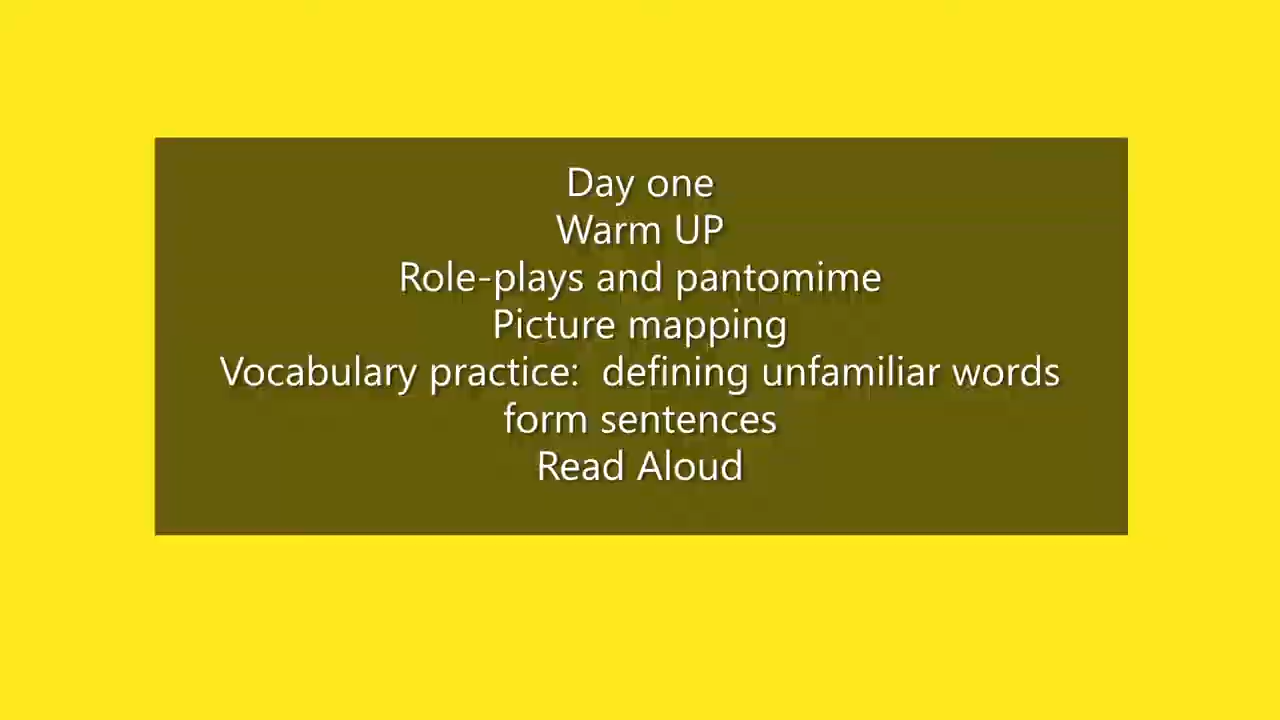 Day one
Warm UP
Role-plays and pantomime
Picture mapping
Vocabulary practice:  defining unfamiliar words
form sentences
Read Aloud